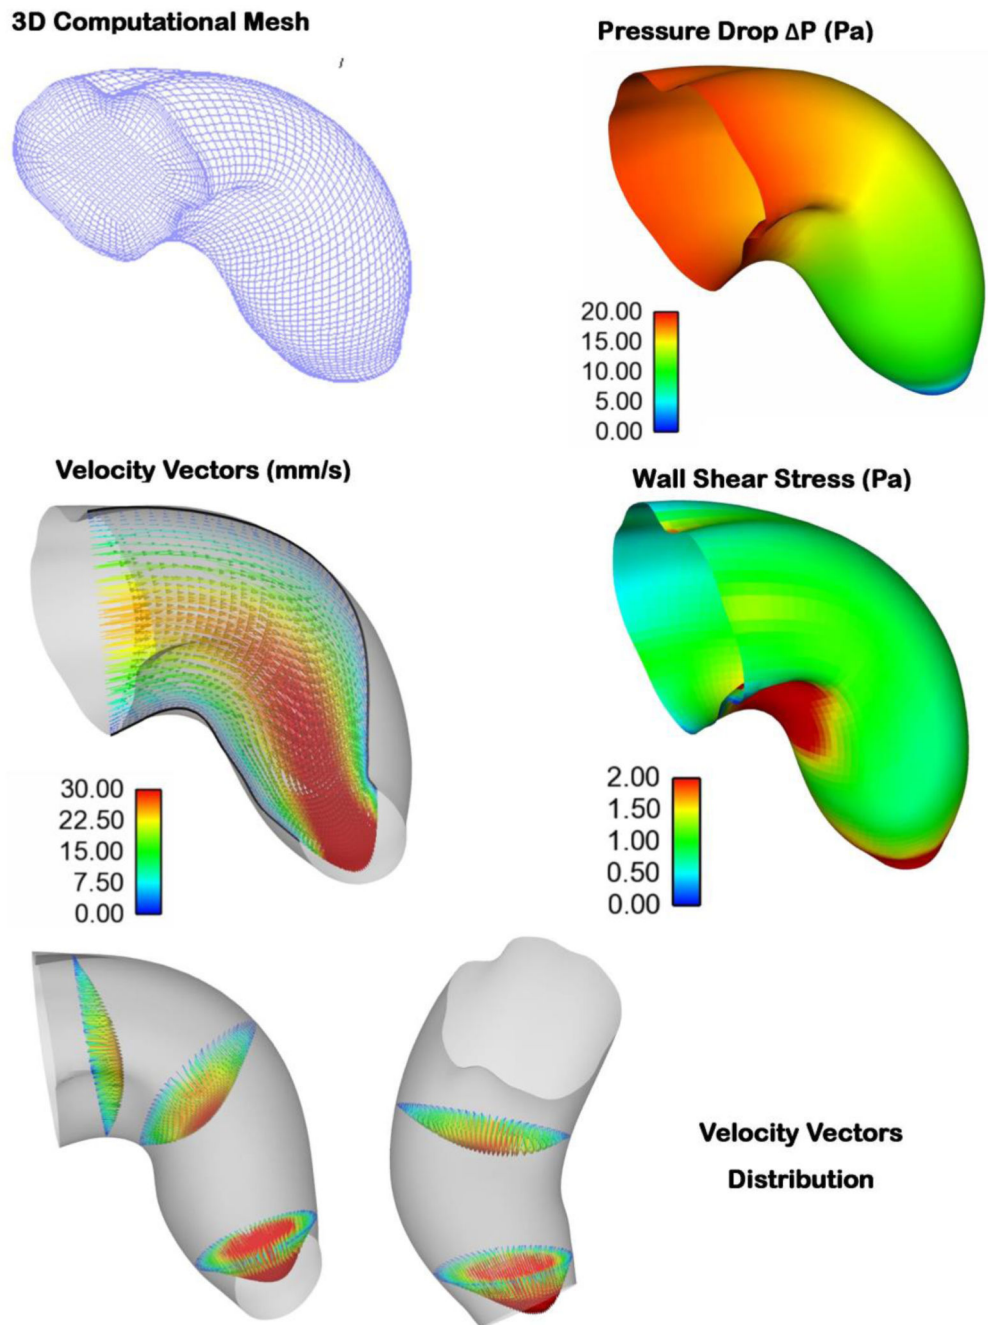 3D Computational Mesh
Pressure Drop ΔP (Pa)
20.00
15.00
10.00
5.00
0.00
Velocity Vectors (mm/s)
30.00
22.50
15.00
7.50
0.00
Wall Shear Stress (Pa)
2.00
1.50
1.00
0.50
0.00
Velocity Vectors
Distribution